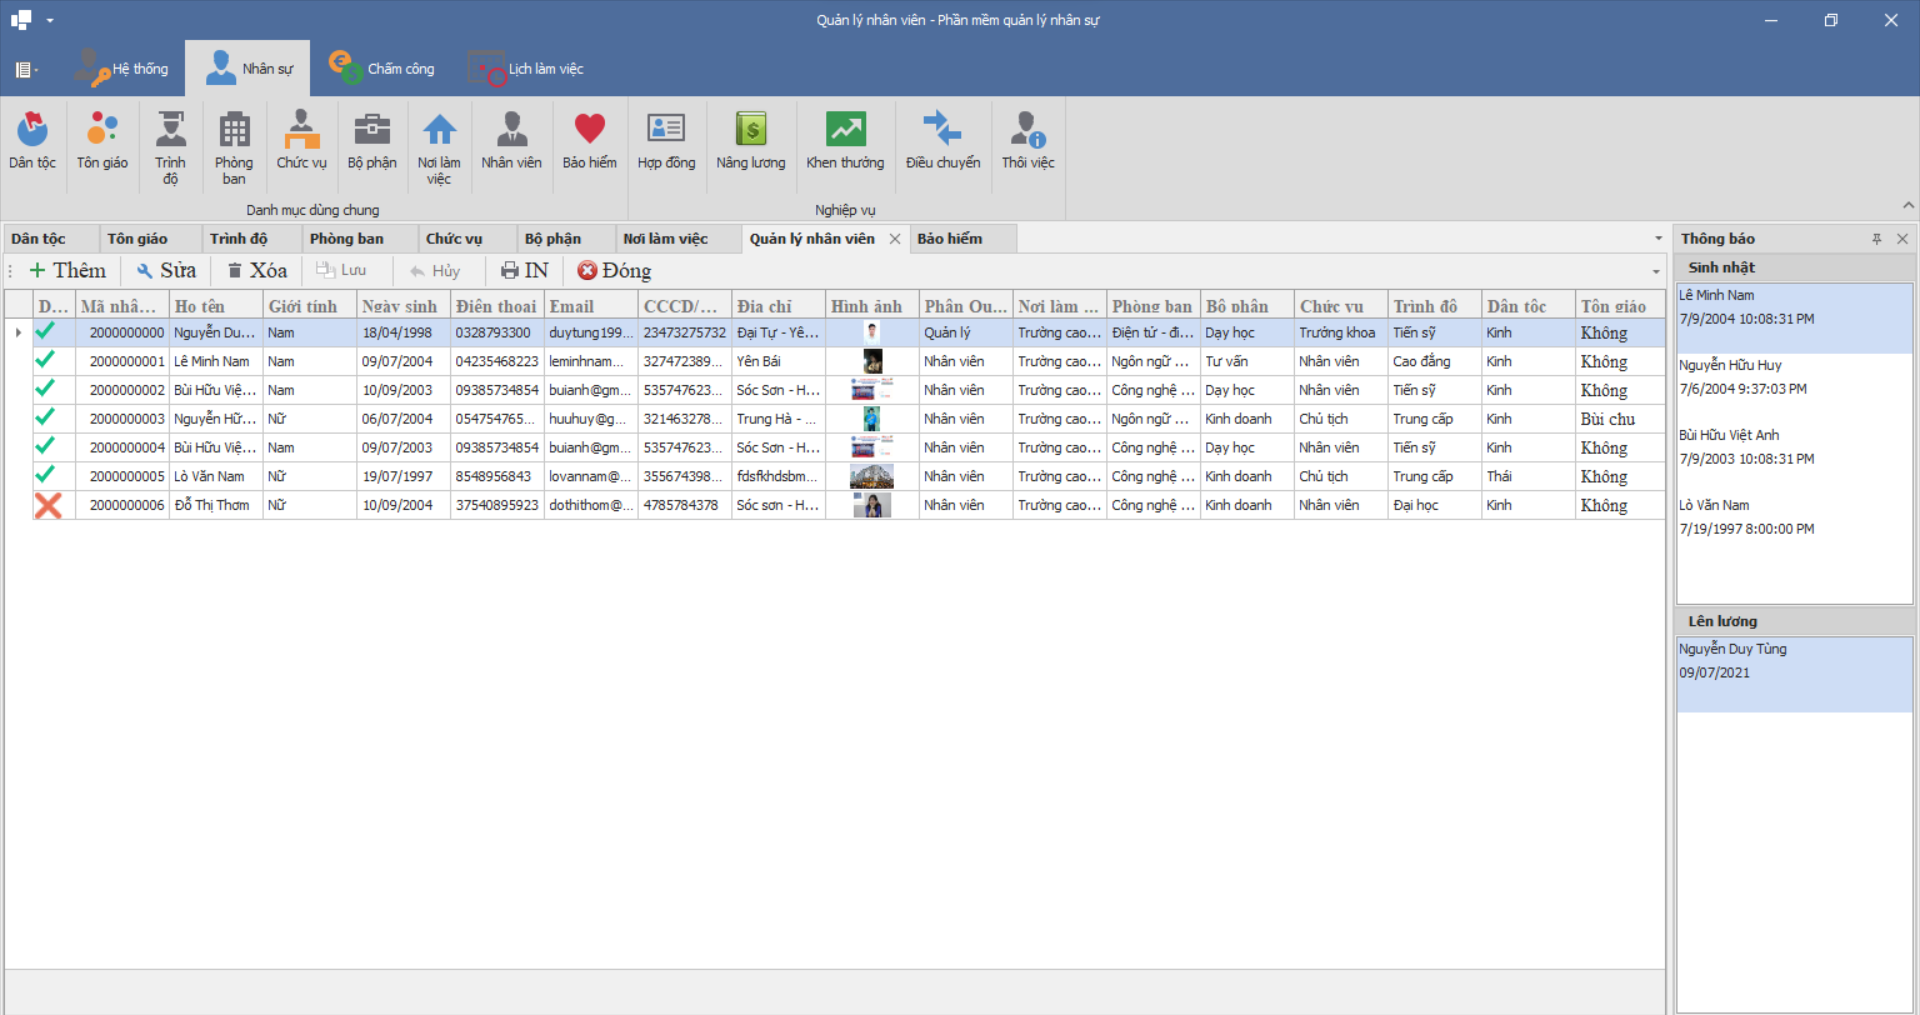 Quản lý nhân viên - Phần mềm quản lý nhân sự
Hệ thống
Nhân sự
Chấm công
Lịch làm việc
Dân tộc
Tôn giáo
Trình độ
Phòng ban
Chức vụ
Bộ phận
Nơi làm việc
Nhân viên
Bảo hiểm
Hợp đồng
Nâng lương
Khen thưởng
Điều chuyển
Thôi việc
Danh mục dùng chung
Nghiệp vụ
Dân tộc Tôn giáo Trình độ Phòng ban Chức vụ Bộ phận Nơi làm việc Quản lý nhân viên Bảo hiểm
Thêm Sửa Xóa Lưu Hủy IN Đóng
D... Mã nhâ... Họ tên Giới tính Ngày sinh Điện thoại Email CCCD/... Địa chỉ Hình ảnh Phân Qu... Nơi làm ... Phòng ban Bộ phận Chức vụ Trình độ Dân tộc Tôn giáo
2000000000 Nguyễn Du... Nam 18/04/1998 0328793300 duytung199... 23473275732 Đại Tự - Yê... Quản lý Trường cao... Điện tử - đi... Dạy học Trưởng khoa Tiến sỹ Kinh Không
2000000001 Lê Minh Nam Nam 09/07/2004 04235468223 leminhnam... 327472389... Yên Bái Nhân viên Trường cao... Ngôn ngữ ... Tư vấn Nhân viên Cao đẳng Kinh Không
2000000002 Bùi Hữu Việ... Nam 10/09/2003 09385734854 buianh@gm... 535747623... Sóc Sơn - H... Nhân viên Trường cao... Công nghệ ... Dạy học Nhân viên Tiến sỹ Kinh Không
2000000003 Nguyễn Hữ... Nữ 06/07/2004 054754765... huuhuy@g... 321463278... Trung Hà - ... Nhân viên Trường cao... Ngôn ngữ ... Kinh doanh Chủ tịch Trung cấp Kinh Bùi chu
2000000004 Bùi Hữu Việ... Nam 09/07/2003 09385734854 buianh@gm... 535747623... Sóc Sơn - H... Nhân viên Trường cao... Công nghệ ... Dạy học Nhân viên Tiến sỹ Kinh Không
2000000005 Lò Văn Nam Nữ 19/07/1997 8548956843 lovannam@... 355674398... fdsfkhdsbm... Nhân viên Trường cao... Công nghệ ... Kinh doanh Chủ tịch Trung cấp Thái Không
2000000006 Đỗ Thị Thơm Nữ 10/09/2004 37540895923 dothithom@... 4785784378 Sóc sơn - H... Nhân viên Trường cao... Công nghệ ... Kinh doanh Nhân viên Đại học Kinh Không
Thông báo
Sinh nhật
Lê Minh Nam
7/9/2004 10:08:31 PM
Nguyễn Hữu Huy
7/6/2004 9:37:03 PM
Bùi Hữu Việt Anh
7/9/2003 10:08:31 PM
Lò Văn Nam
7/19/1997 8:00:00 PM
Lên lương
Nguyễn Duy Tùng
09/07/2021